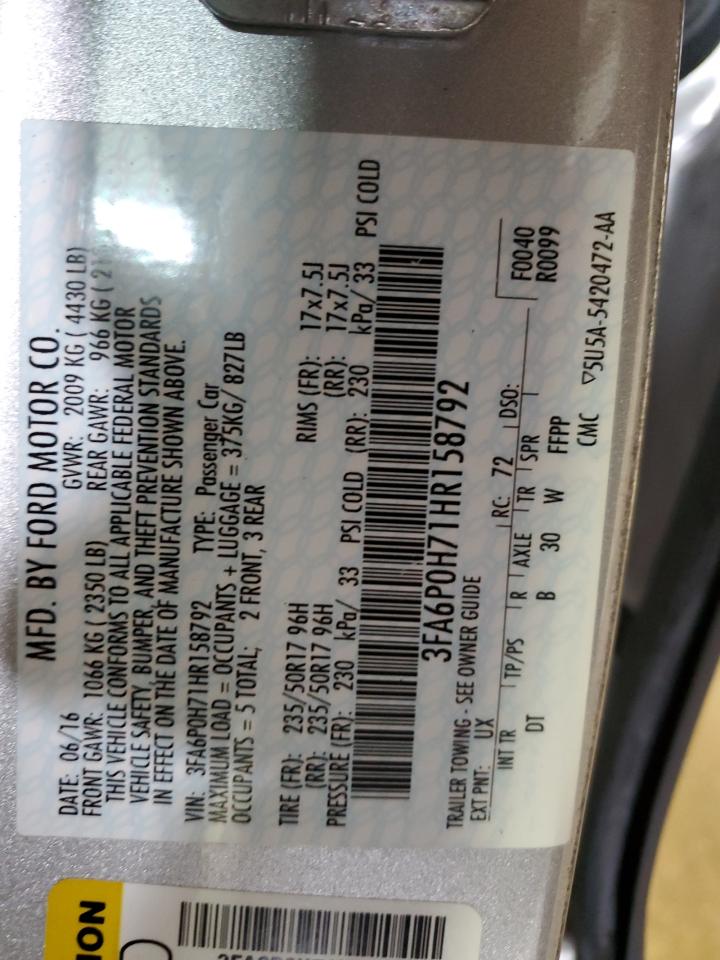 MFD. BY FORD MOTOR CO.
DATE: 06/16 GVWR: 2009 KG ( 4430 LB)
FRONT GAWR: 1066 KG ( 2350 LB) REAR GAWR: 966 KG
THIS VEHICLE CONFORMS TO ALL APPLICABLE FEDERAL MOTOR
VEHICLE SAFETY, BUMPER, AND THEFT PREVENTION STANDARDS
IN EFFECT ON THE DATE OF MANUFACTURE SHOWN ABOVE.
VIN: 3FA6P0H71HR158792 TYPE: Passenger Car
MAXIMUM LOAD = OCCUPANTS + LUGGAGE = 375KG/ 827LB
OCCUPANTS = 5 TOTAL; 2 FRONT, 3 REAR
TIRE (FR): 235/50R17 96H RIMS (FR): 17x7.5J
(RR): 235/50R17 96H (RR): 17x7.5J
PRESSURE (FR): 230 kPa/ 33 PSI COLD (RR): 230 kPa/ 33 PSI COLD
3FA6P0H71HR158792
TRAILER TOWING - SEE OWNER GUIDE
EXT PNT: UX RC: 72 DSO: F0040
INT TR TP/PS R AXLE TR SPR R0099
DT B 30 W FFPP
CMC ▽5U5A-5420472-AA
ION